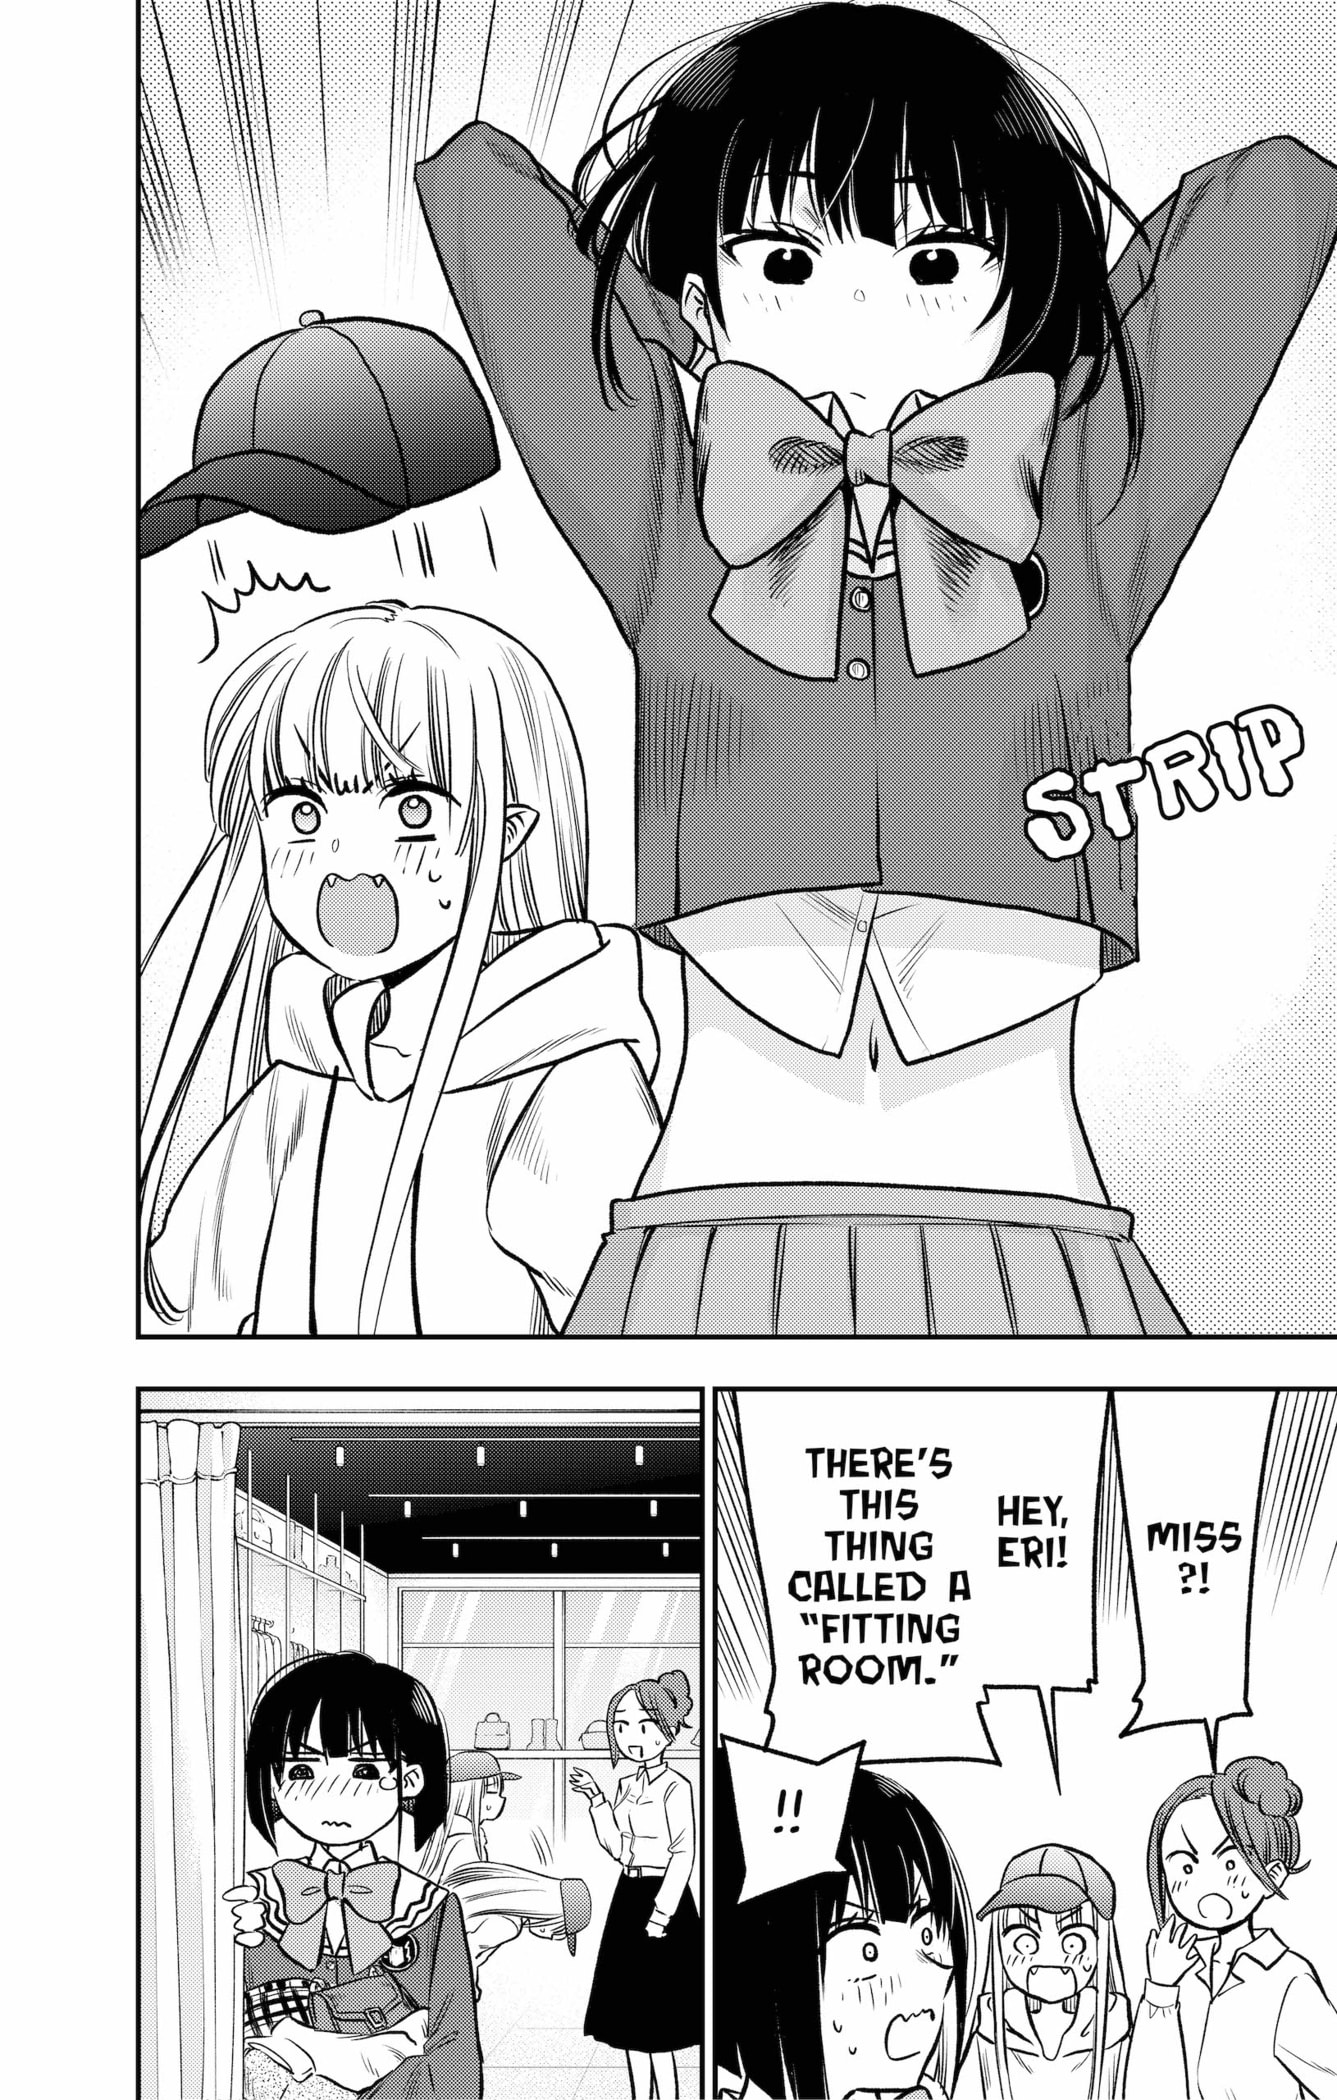 STRIP
MISS
?!
HEY,
ERI!
THERE'S
THIS
THING
CALLED A
"FITTING
ROOM."
!!